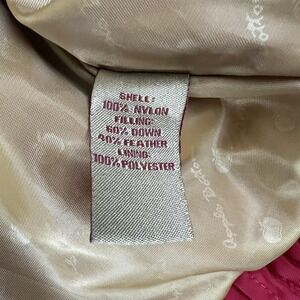 SHELL:
100% NYLON
FILLING:
60% DOWN
40% FEATHER
LINING:
100% POLYESTER